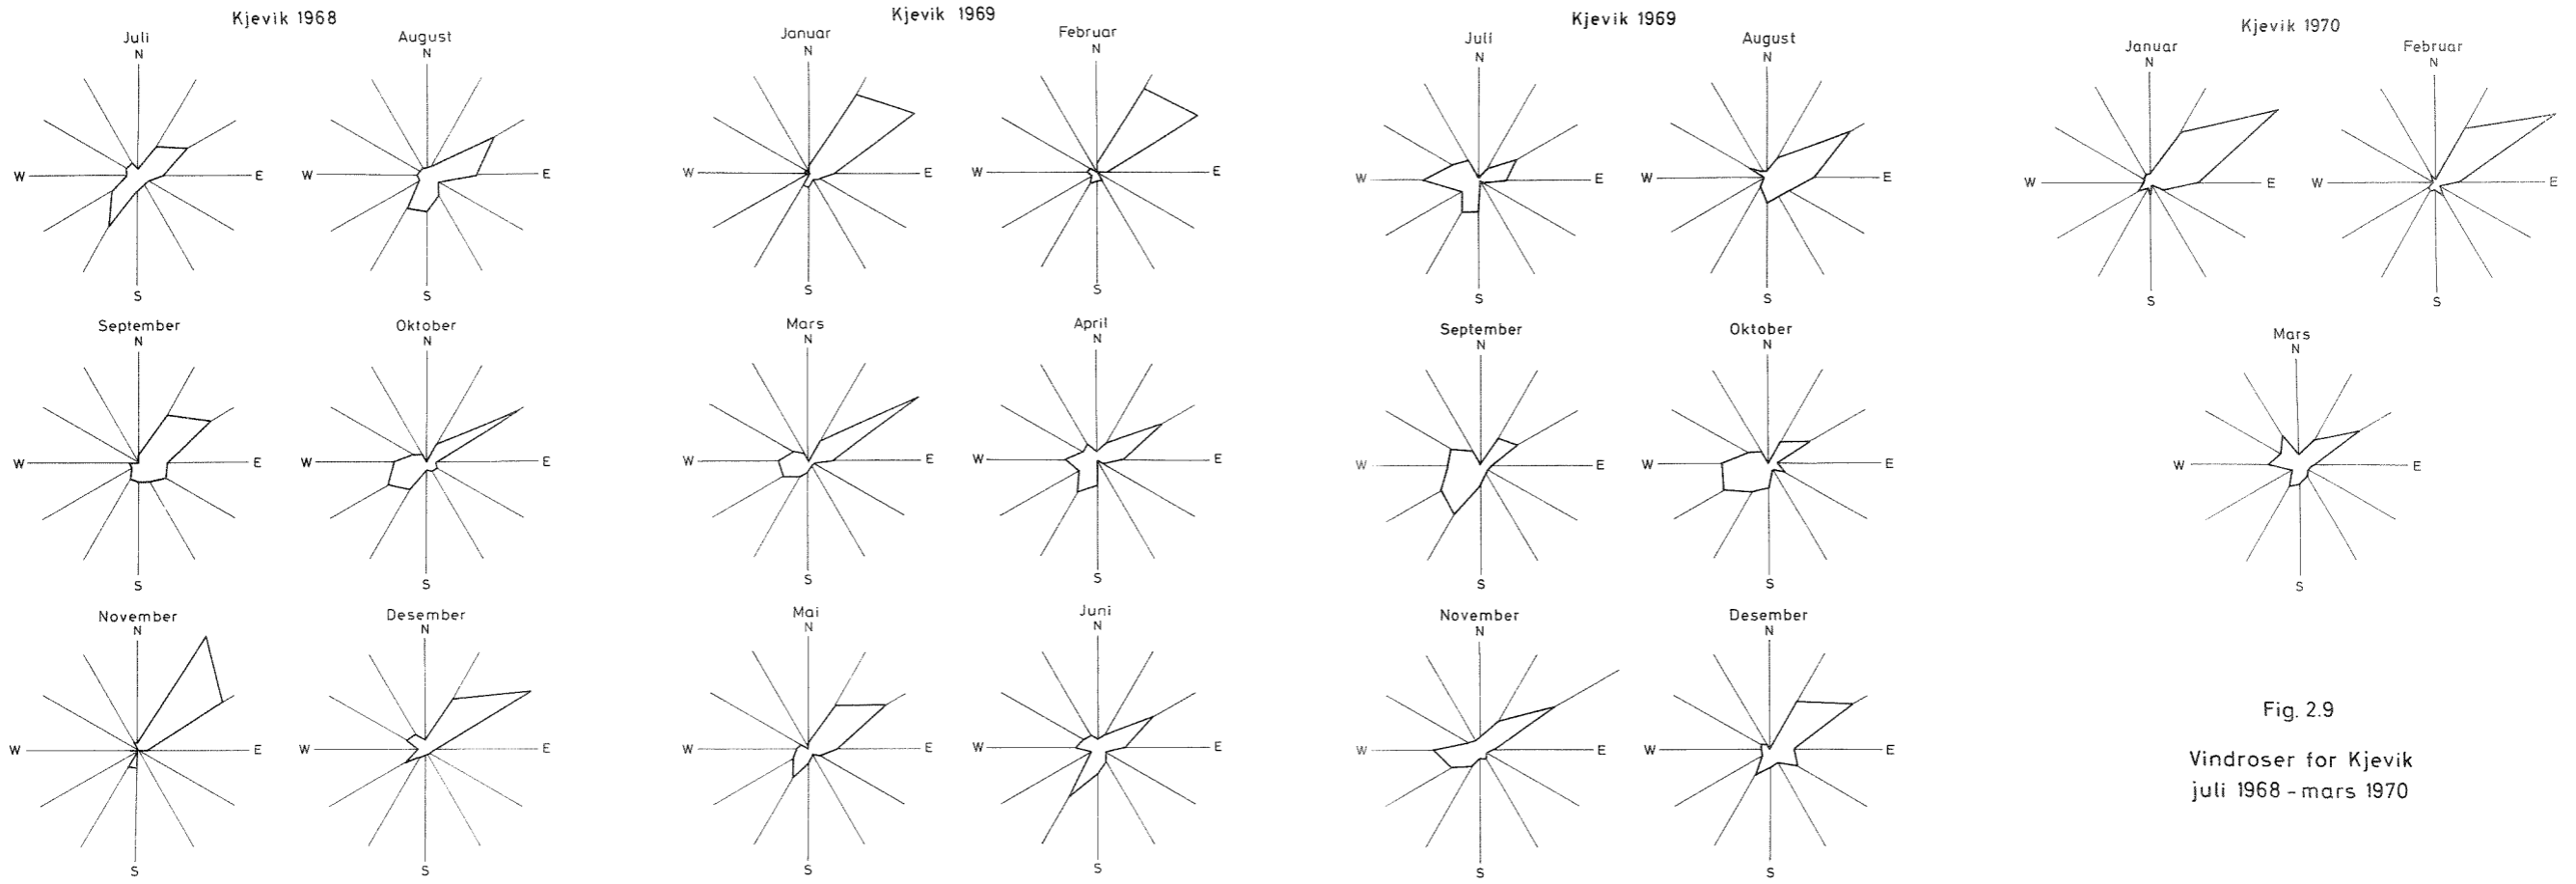 Kjevik 1968
Juli
N
W
E
S
August
N
W
E
S
September
N
W
E
S
Oktober
N
W
E
S
November
N
W
E
S
Desember
N
W
E
S
Kjevik 1969
Januar
N
W
E
S
Februar
N
W
E
S
Mars
N
W
E
S
April
N
W
E
S
Mai
N
W
E
S
Juni
N
W
E
S
Kjevik 1969
Juli
N
W
E
S
August
N
W
E
S
September
N
W
E
S
Oktober
N
W
E
S
November
N
W
E
S
Desember
N
W
E
S
Kjevik 1970
Januar
N
W
E
S
Februar
N
W
E
S
Mars
N
W
E
S
Fig. 2.9
Vindroser for Kjevik
juli 1968 - mars 1970